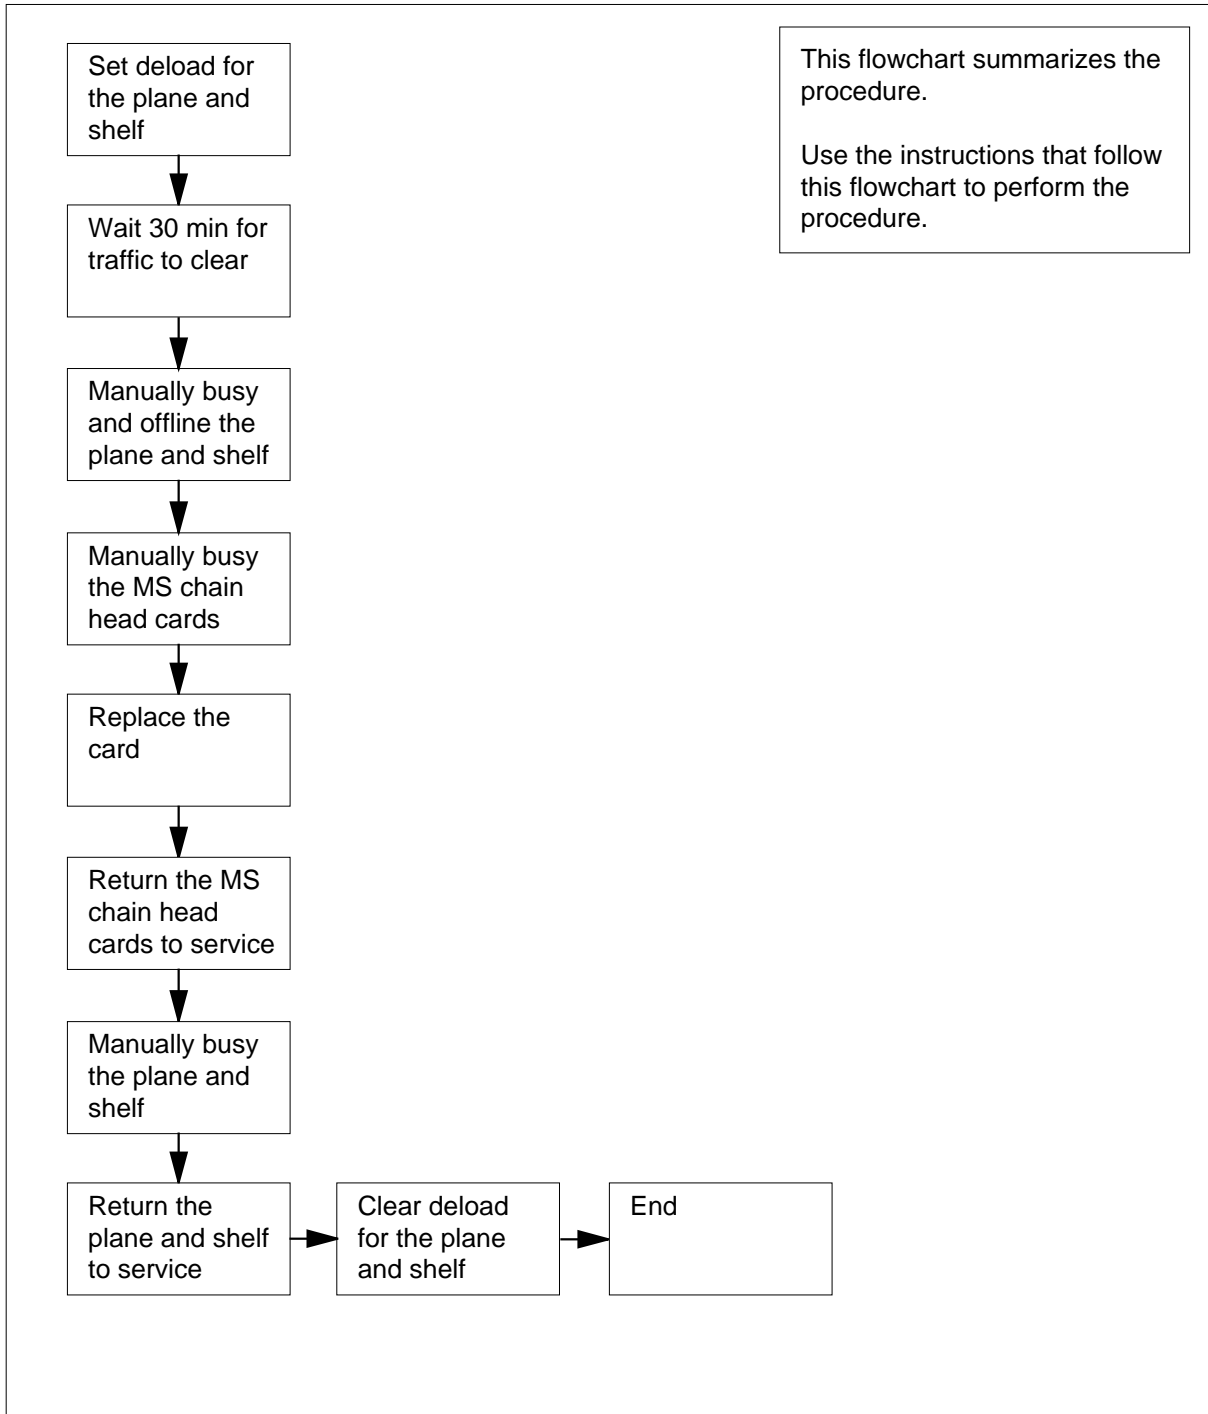 Set deload for
the plane and
shelf
This flowchart summarizes the
procedure.
Use the instructions that follow
this flowchart to perform the
procedure.
Wait 30 min for
traffic to clear
Manually busy
and offline the
plane and shelf
Manually busy
the MS chain
head cards
Replace the
card
Return the MS
chain head
cards to service
Manually busy
the plane and
shelf
Return the
plane and shelf
to service
Clear deload
for the plane
and shelf
End